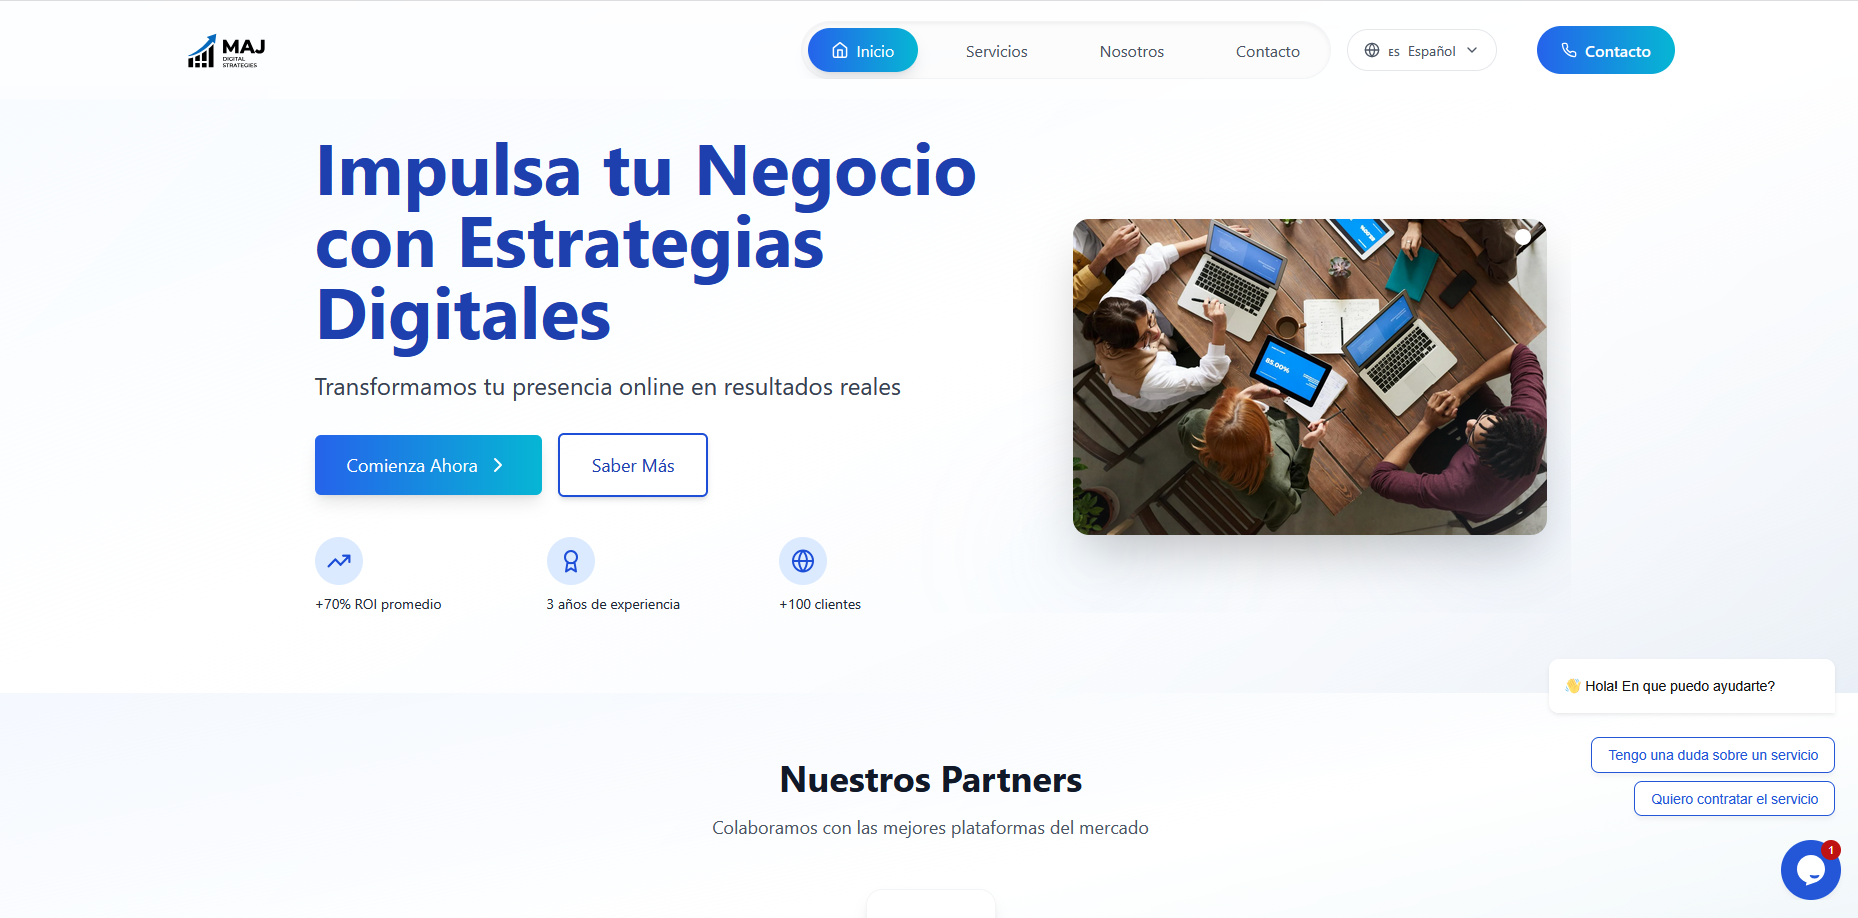 MAJ
DIGITAL
STRATEGIES
Inicio
Servicios
Nosotros
Contacto
ES Español
Contacto
Impulsa tu Negocio
con Estrategias
Digitales
Transformamos tu presencia online en resultados reales
Comienza Ahora
Saber Más
+70% ROI promedio
3 años de experiencia
+100 clientes
85.00%
👋 Hola! En que puedo ayudarte?
Tengo una duda sobre un servicio
Quiero contratar el servicio
1
Nuestros Partners
Colaboramos con las mejores plataformas del mercado